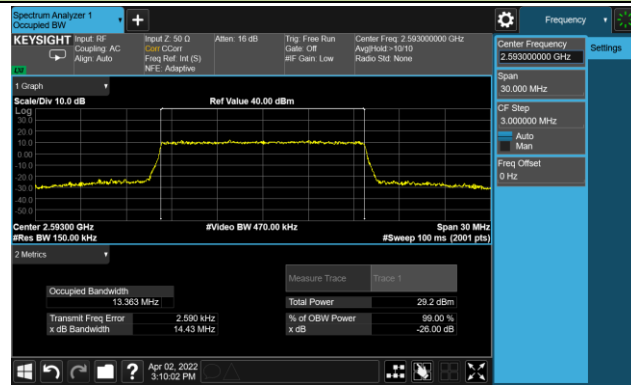 Spectrum Analyzer 1
Occupied BW
+
Frequency
KEYSIGHT
Input: RF
Coupling: AC
Align: Auto
Input Z: 50 Ω
Corr CCorr
Freq Ref: Int (S)
NFE: Adaptive
Atten: 16 dB
Trig: Free Run
Gate: Off
#IF Gain: Low
Center Freq: 2.593000000 GHz
Avg|Hold:>10/10
Radio Std: None
Center Frequency
2.593000000 GHz
Settings
Span
30.000 MHz
CF Step
3.000000 MHz
Auto
Man
Freq Offset
0 Hz
1 Graph
Scale/Div 10.0 dB
Ref Value 40.00 dBm
Log
30.0
20.0
10.0
0.00
-10.0
-20.0
-30.0
-40.0
-50.0
Center 2.59300 GHz
#Video BW 470.00 kHz
Span 30 MHz
#Res BW 150.00 kHz
#Sweep 100 ms (2001 pts)
2 Metrics
Measure Trace
Trace 1
Occupied Bandwidth
13.363 MHz
Total Power
29.2 dBm
Transmit Freq Error
2.590 kHz
% of OBW Power
99.00 %
x dB Bandwidth
14.43 MHz
x dB
-26.00 dB
?
Apr 02, 2022
3:10:02 PM